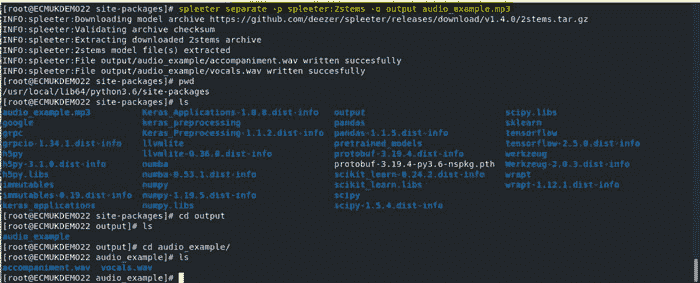 [root@ECMUKDEMO22 site-packages]# spleeter separate -p spleeter:2stems -o output audio_example.mp3
INFO:spleeter:Downloading model archive https://github.com/deezer/spleeter/releases/download/v1.4.0/2stems.tar.gz
INFO:spleeter:Validating archive checksum
INFO:spleeter:Extracting downloaded 2stems archive
INFO:spleeter:2stems model file(s) extracted
INFO:spleeter:File output/audio_example/accompaniment.wav written succesfully
INFO:spleeter:File output/audio_example/vocals.wav written succesfully
[root@ECMUKDEMO22 site-packages]# pwd
/usr/local/lib64/python3.6/site-packages
[root@ECMUKDEMO22 site-packages]# ls
audio_example.mp3 Keras_Applications-1.0.8.dist-info output scipy.libs
google keras_preprocessing pandas sklearn
grpc Keras_Preprocessing-1.1.2.dist-info pandas-1.1.5.dist-info tensorflow
grpcio-1.34.1.dist-info llvmlite pretrained_models tensorflow-2.5.0.dist-info
h5py llvmlite-0.36.0.dist-info protobuf-3.19.4.dist-info werkzeug
h5py-3.1.0.dist-info numba protobuf-3.19.4-py3.6-nspkg.pth Werkzeug-2.0.3.dist-info
h5py.libs numba-0.53.1.dist-info scikit_learn-0.24.2.dist-info wrapt
immutables numpy scikit_learn.libs wrapt-1.12.1.dist-info
immutables-0.19.dist-info numpy-1.19.5.dist-info scipy
keras_applications numpy.libs scipy-1.5.4.dist-info
[root@ECMUKDEMO22 site-packages]# cd output
[root@ECMUKDEMO22 output]# ls
audio_example
[root@ECMUKDEMO22 output]# cd audio_example/
[root@ECMUKDEMO22 audio_example]# ls
accompaniment.wav vocals.wav
[root@ECMUKDEMO22 audio_example]#